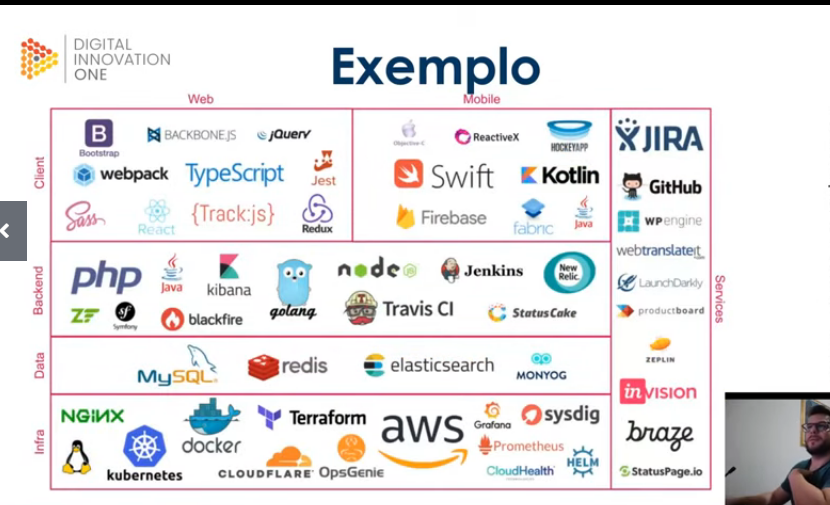 DIGITAL
INNOVATION
ONE
Exemplo
Web
Mobile
Client
B
Bootstrap
BACKBONE.JS
jQuery
webpack
TypeScript
Jest
Sass
React
{Track:js}
Redux
Objective-C
ReactiveX
HOCKEYAPP
Swift
Kotlin
Firebase
fabric
Java
Backend
php
Java
kibana
golang
node
JS
Jenkins
New
Relic.
ZF
sf
Symfony
blackfire
Travis CI
StatusCake
Data
MySQL
redis
elasticsearch
MONYOG
Infra
NGINX
kubernetes
docker
Terraform
CLOUDFLARE
OpsGenie
aws
Grafana
sysdig
Prometheus
CloudHealth
HELM
Services
JIRA
GitHub
WP engine
webtranslateit
LaunchDarkly
productboard
ZEPLIN
inVISION
braze
StatusPage.io